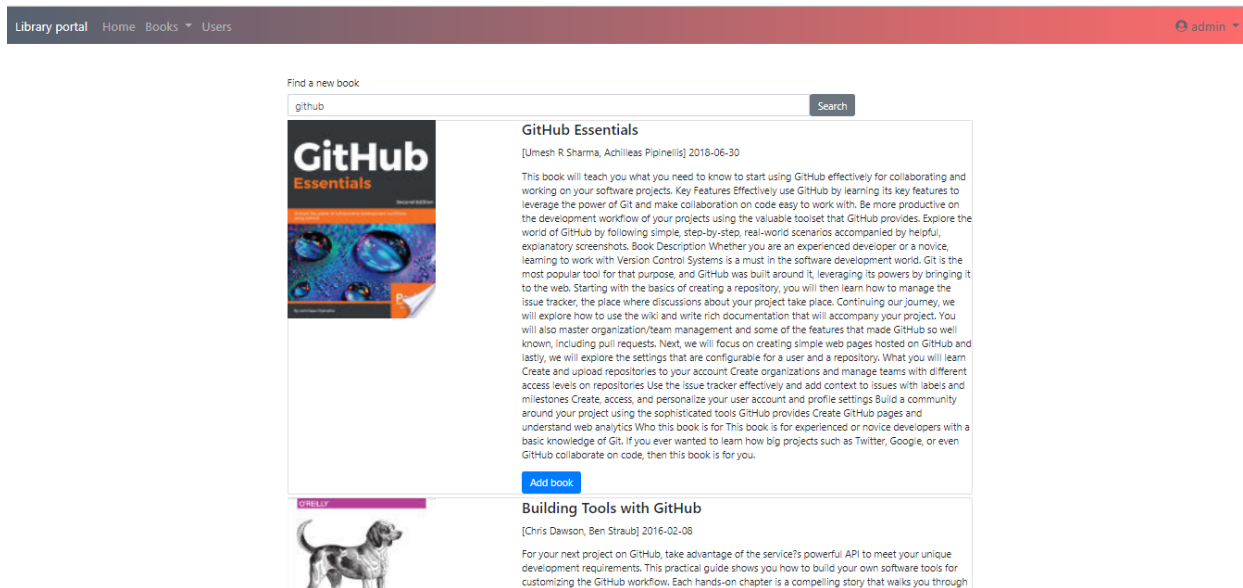 Library portal Home Books Users admin
Find a new book
github Search
GitHub
Essentials
Second Edition
GitHub Essentials
[Umesh R Sharma, Achilleas Pipinellis] 2018-06-30
This book will teach you what you need to know to start using GitHub effectively for collaborating and
working on your software projects. Key Features Effectively use GitHub by learning its key features to
leverage the power of Git and make collaboration on code easy to work with. Be more productive on
the development workflow of your projects using the valuable toolset that GitHub provides. Explore the
world of GitHub by following simple, step-by-step, real-world scenarios accompanied by helpful,
explanatory screenshots. Book Description Whether you are an experienced developer or a novice,
learning to work with Version Control Systems is a must in the software development world. Git is the
most popular tool for that purpose, and GitHub was built around it, leveraging its powers by bringing it
to the web. Starting with the basics of creating a repository, you will then learn how to manage the
issue tracker, the place where discussions about your project take place. Continuing our journey, we
will explore how to use the wiki and write rich documentation that will accompany your project. You
will also master organization/team management and some of the features that made GitHub so well
known, including pull requests. Next, we will focus on creating simple web pages hosted on GitHub and
lastly, we will explore the settings that are configurable for a user and a repository. What you will learn
Create and upload repositories to your account Create organizations and manage teams with different
access levels on repositories Use the issue tracker effectively and add context to issues with labels and
milestones Create, access, and personalize your user account and profile settings Build a community
around your project using the sophisticated tools GitHub provides Create GitHub pages and
understand web analytics Who this book is for This book is for experienced or novice developers with a
basic knowledge of Git. If you ever wanted to learn how big projects such as Twitter, Google, or even
GitHub collaborate on code, then this book is for you.
Add book
O'REILLY
Building Tools with GitHub
[Chris Dawson, Ben Straub] 2016-02-08
For your next project on GitHub, take advantage of the service?s powerful API to meet your unique
development requirements. This practical guide shows you how to build your own software tools for
customizing the GitHub workflow. Each hands-on chapter is a compelling story that walks you through